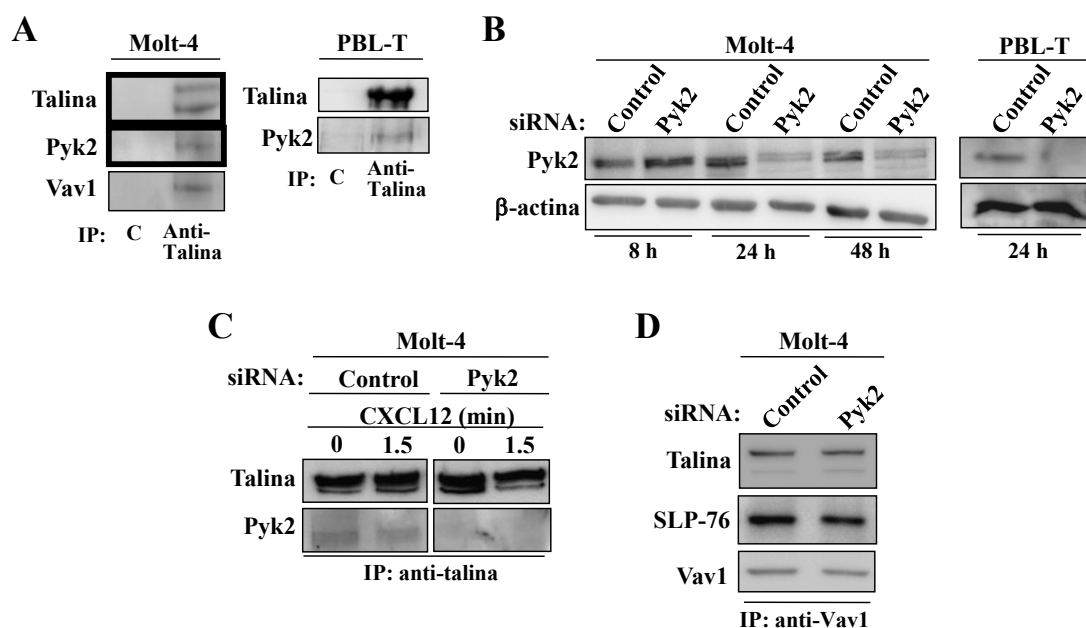 A
Molt-4
Talina
Pyk2
Vav1
IP: C Anti-Talina
PBL-T
Talina
Pyk2
IP: C Anti-Talina
B
Molt-4
PBL-T
siRNA: Control Pyk2 Control Pyk2 Control Pyk2 Control Pyk2
Pyk2
β-actina
8 h 24 h 48 h 24 h
C
Molt-4
siRNA: Control Pyk2
CXCL12 (min)
0 1.5 0 1.5
Talina
Pyk2
IP: anti-talina
D
Molt-4
siRNA: Control Pyk2
Talina
SLP-76
Vav1
IP: anti-Vav1